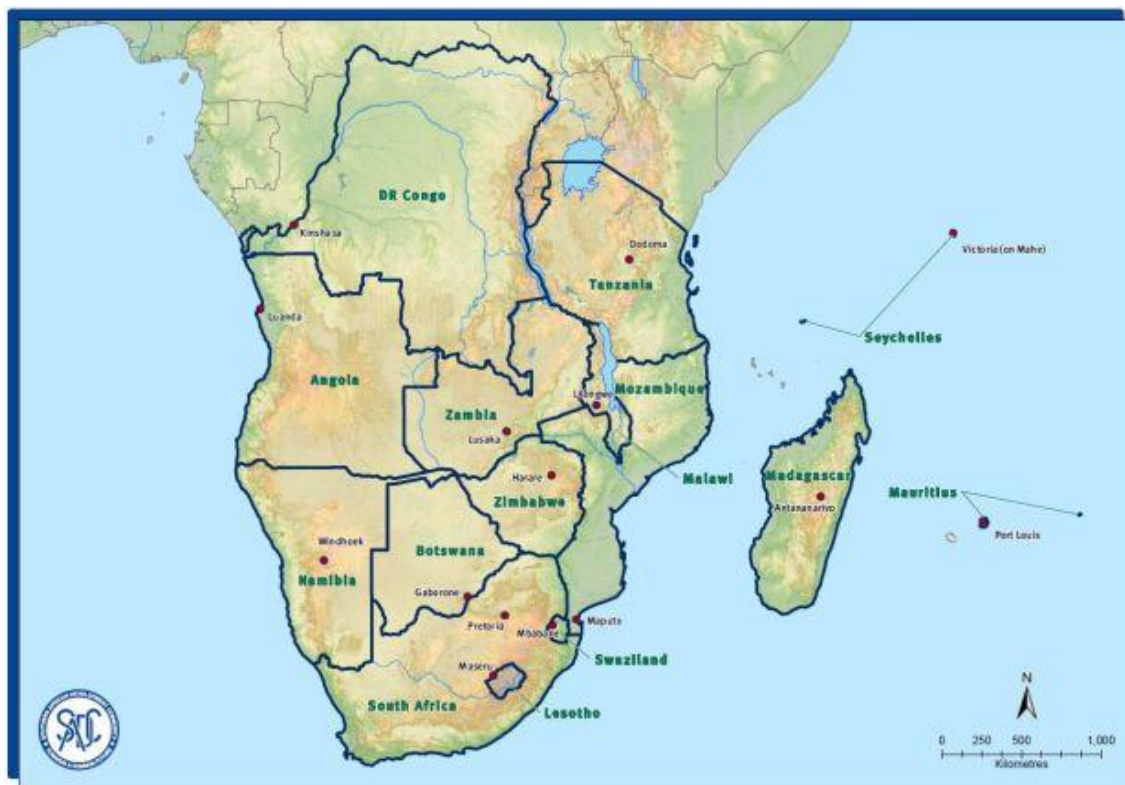 DR Congo
Kinshasa
Dodoma
Victoria (on Mahe)
Tanzania
Luanda
Seychelles
Angola
Mozambique
Lilongwe
Zambia
Lusaka
Harare
Malawi
Madagascar
Mauritius
Zimbabwe
Antananarivo
Windhoek
Botswana
Port Louis
Namibia
Gaborone
Pretoria
Mbabane
Maputo
Swaziland
Maseru
South Africa
Lesotho
N
SADC
0 250 500 1,000
Kilometres